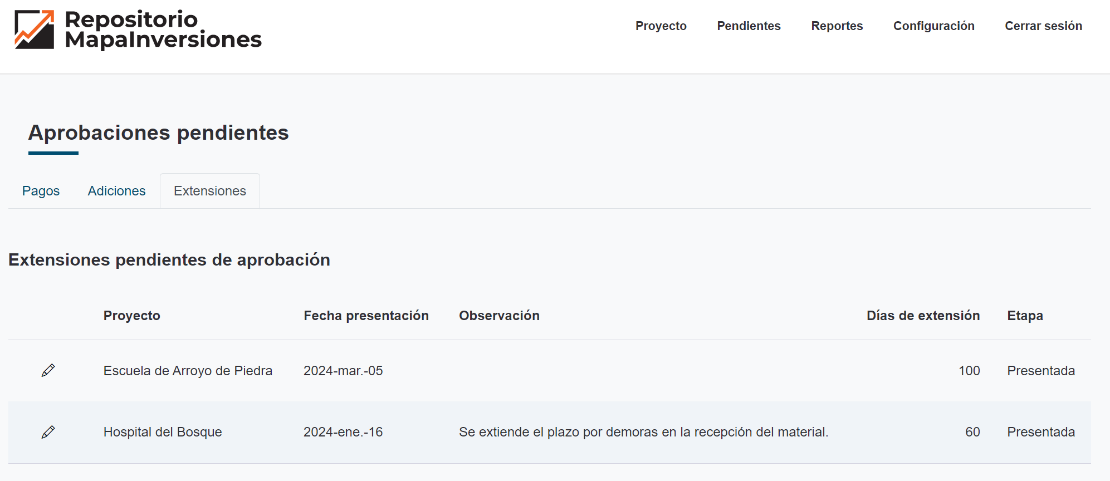 Repositorio
MapaInversiones
Proyecto Pendientes Reportes Configuración Cerrar sesión
Aprobaciones pendientes
Pagos Adiciones Extensiones
Extensiones pendientes de aprobación
Proyecto Fecha presentación Observación Días de extensión Etapa
Escuela de Arroyo de Piedra 2024-mar.-05 100 Presentada
Hospital del Bosque 2024-ene.-16 Se extiende el plazo por demoras en la recepción del material. 60 Presentada